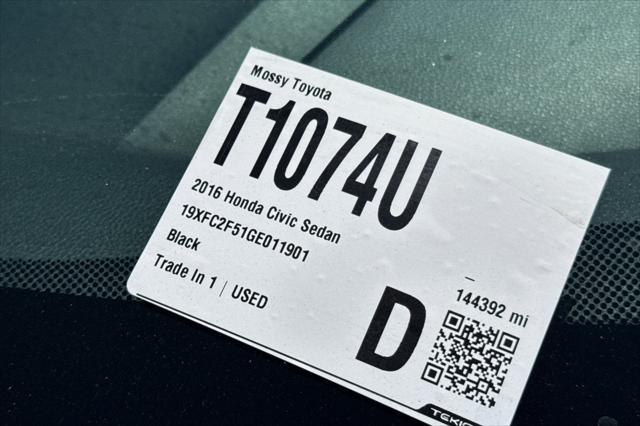 Mossy Toyota
T1074U
2016 Honda Civic Sedan
19XFC2F51GE011901
Black
Trade In 1 | USED
144392 mi
D